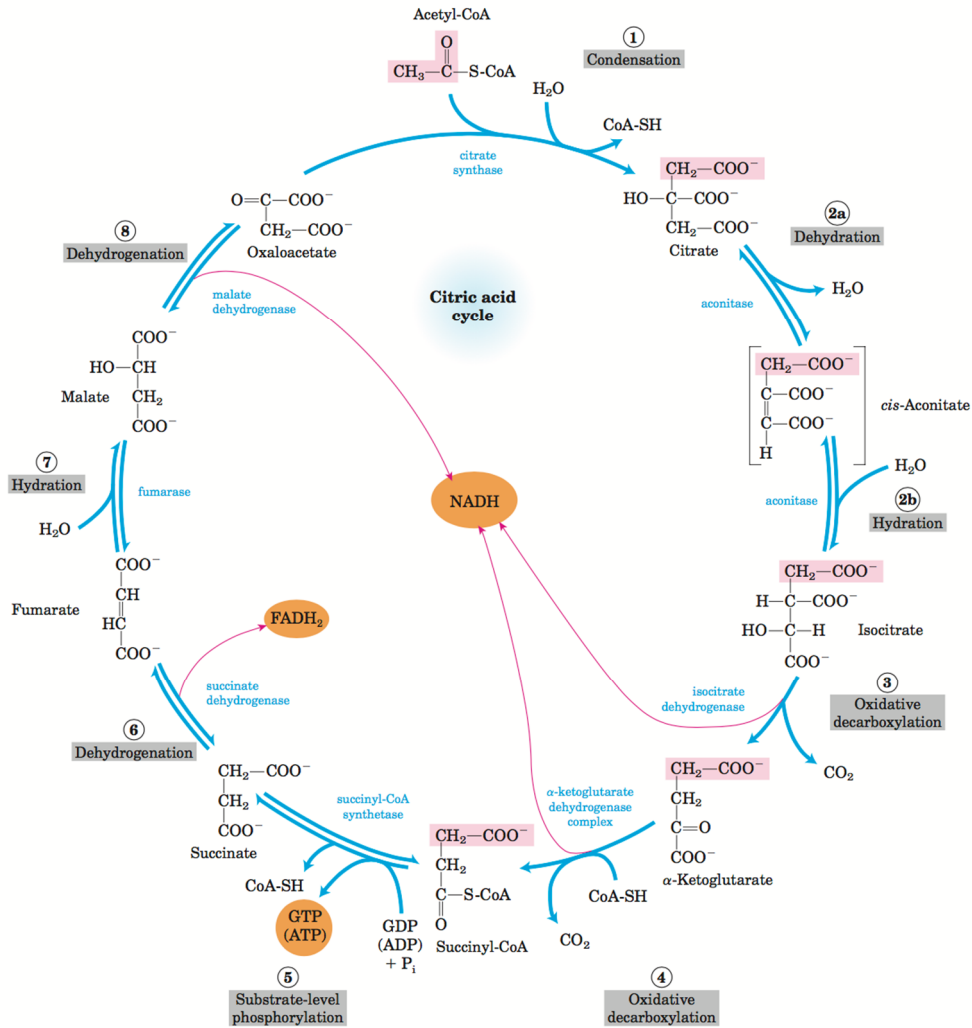 Acetyl-CoA
O
CH₃—C—S-CoA
1
Condensation
H₂O
CoA-SH
citrate
synthase
CH₂—COO⁻
HO—C—COO⁻
CH₂—COO⁻
Citrate
2a
Dehydration
H₂O
aconitase
CH₂—COO⁻
C—COO⁻
C—COO⁻
H
cis-Aconitate
H₂O
aconitase
2b
Hydration
CH₂—COO⁻
H—C—COO⁻
HO—C—H
COO⁻
Isocitrate
3
Oxidative
decarboxylation
isocitrate
dehydrogenase
CO₂
CH₂—COO⁻
CH₂
C=O
COO⁻
α-Ketoglutarate
α-ketoglutarate
dehydrogenase
complex
CoA-SH
CO₂
4
Oxidative
decarboxylation
CH₂—COO⁻
CH₂
C—S-CoA
O
Succinyl-CoA
succinyl-CoA
synthetase
GDP
(ADP)
+ Pᵢ
GTP
(ATP)
CoA-SH
5
Substrate-level
phosphorylation
CH₂—COO⁻
CH₂
COO⁻
Succinate
6
Dehydrogenation
succinate
dehydrogenase
FADH₂
COO⁻
CH
HC
COO⁻
Fumarate
7
Hydration
H₂O
fumarase
COO⁻
HO—CH
CH₂
COO⁻
Malate
8
Dehydrogenation
malate
dehydrogenase
O=C—COO⁻
CH₂—COO⁻
Oxaloacetate
Citric acid
cycle
NADH